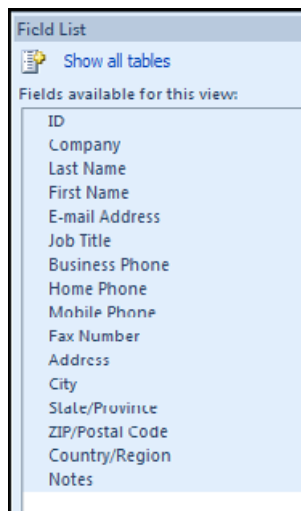 Field List
Show all tables
Fields available for this view:
ID
Company
Last Name
First Name
E-mail Address
Job Title
Business Phone
Home Phone
Mobile Phone
Fax Number
Address
City
State/Province
ZIP/Postal Code
Country/Region
Notes